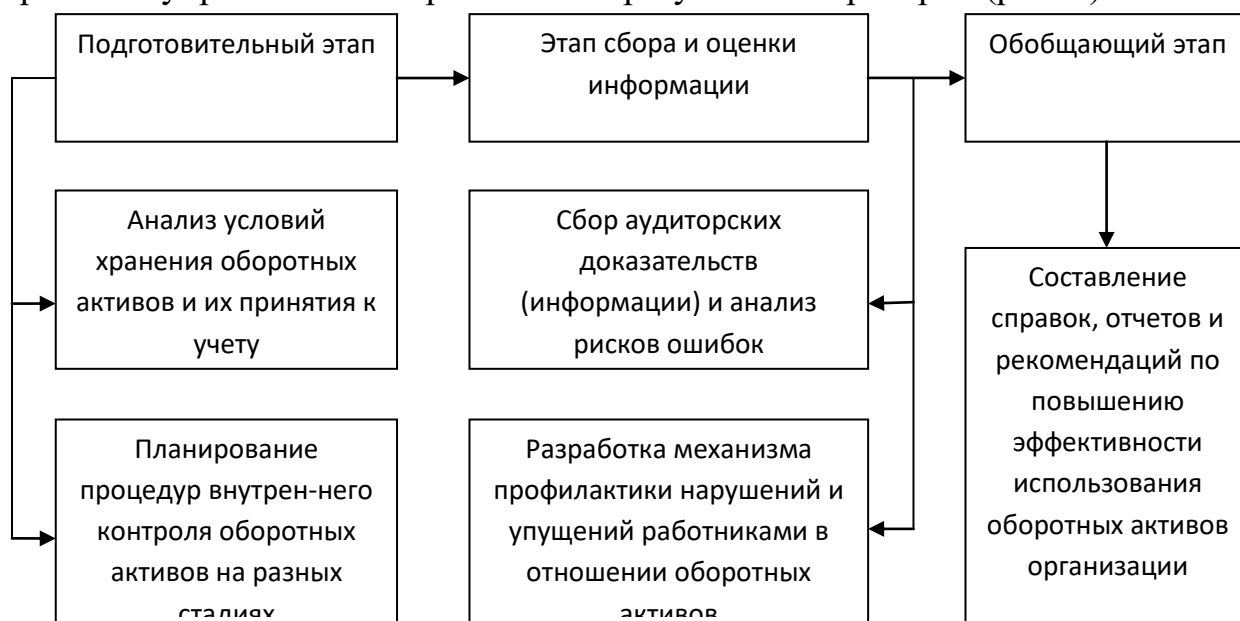 Подготовительный этап
Этап сбора и оценки
информации
Обобщающий этап
Анализ условий
хранения оборотных
активов и их принятия к
учету
Сбор аудиторских
доказательств
(информации) и анализ
рисков ошибок
Составление
справок, отчетов и
рекомендаций по
повышению
эффективности
использования
оборотных активов
организации
Планирование
процедур внутрен-него
контроля оборотных
активов на разных
стадиях
Разработка механизма
профилактики нарушений и
упущений работниками в
отношении оборотных
активов